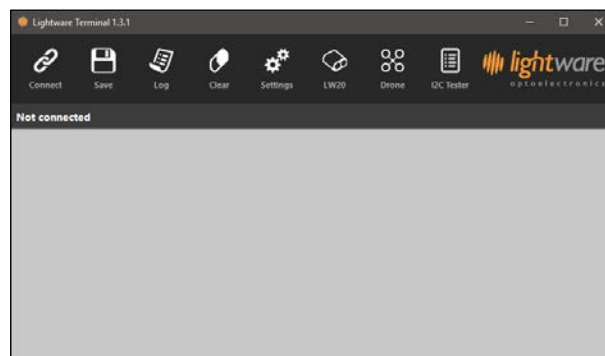 Lightware Terminal 1.3.1
Connect Save Log Clear Settings LW20 Drone I2C Tester
lightware
optoelectronics
Not connected